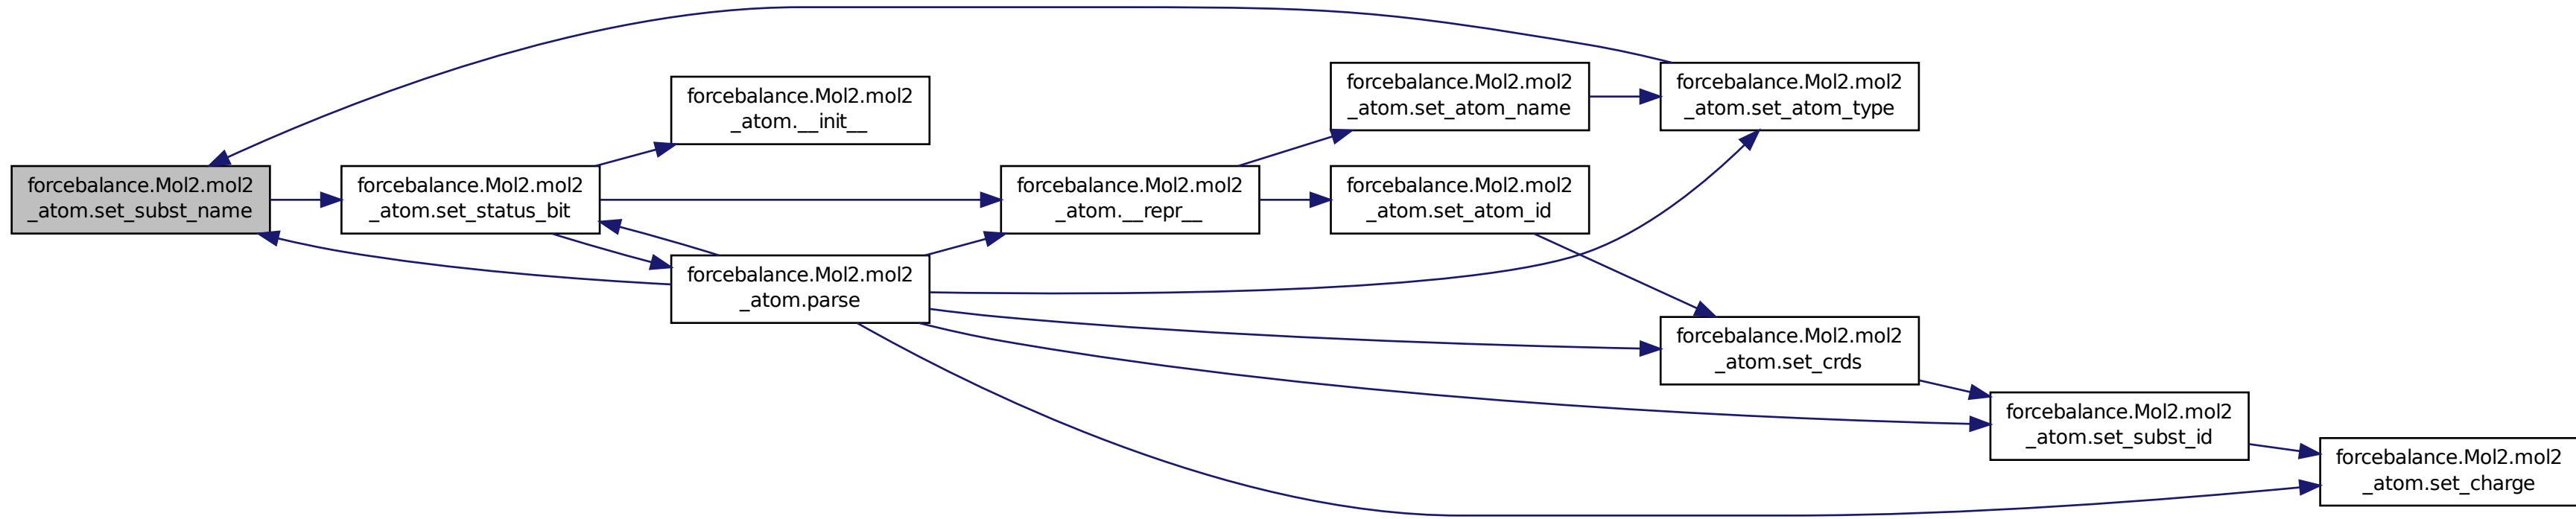 forcebalance.Mol2.mol2
_atom.set_subst_name
forcebalance.Mol2.mol2
_atom.set_status_bit
forcebalance.Mol2.mol2
_atom.__init__
forcebalance.Mol2.mol2
_atom.parse
forcebalance.Mol2.mol2
_atom.__repr__
forcebalance.Mol2.mol2
_atom.set_atom_name
forcebalance.Mol2.mol2
_atom.set_atom_id
forcebalance.Mol2.mol2
_atom.set_atom_type
forcebalance.Mol2.mol2
_atom.set_crds
forcebalance.Mol2.mol2
_atom.set_subst_id
forcebalance.Mol2.mol2
_atom.set_charge